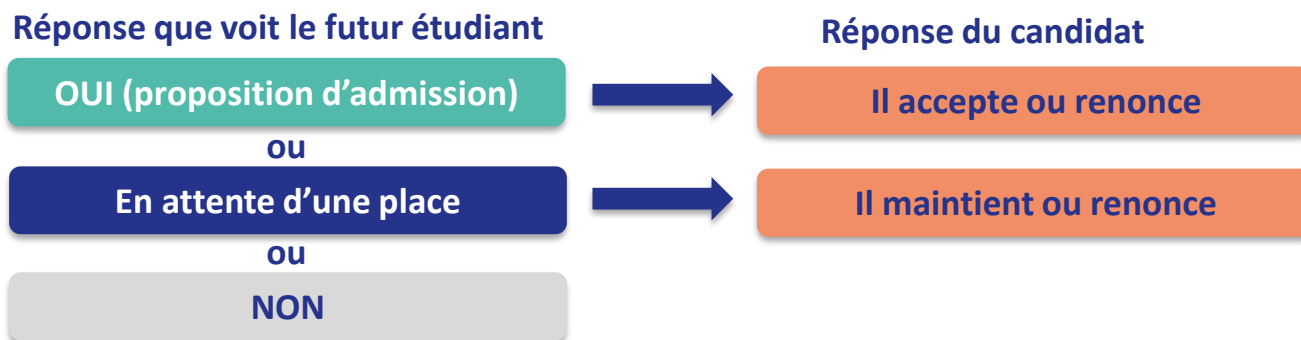 Réponse que voit le futur étudiant
Réponse du candidat
OUI (proposition d’admission)
Il accepte ou renonce
ou
En attente d’une place
Il maintient ou renonce
ou
NON